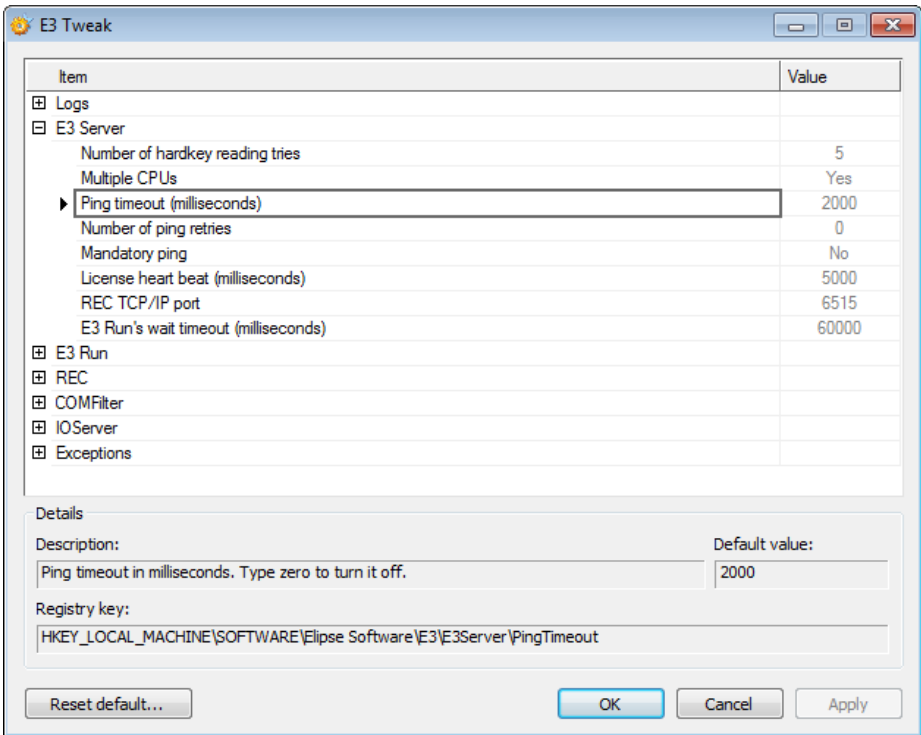 E3 Tweak
Item Value
Logs
E3 Server
Number of hardkey reading tries 5
Multiple CPUs Yes
Ping timeout (milliseconds) 2000
Number of ping retries 0
Mandatory ping No
License heart beat (milliseconds) 5000
REC TCP/IP port 6515
E3 Run's wait timeout (milliseconds) 60000
E3 Run
REC
COMFilter
IOServer
Exceptions
Details
Description: Default value:
Ping timeout in milliseconds. Type zero to turn it off. 2000
Registry key:
HKEY_LOCAL_MACHINE\SOFTWARE\Elipse Software\E3\E3Server\PingTimeout
Reset default... OK Cancel Apply